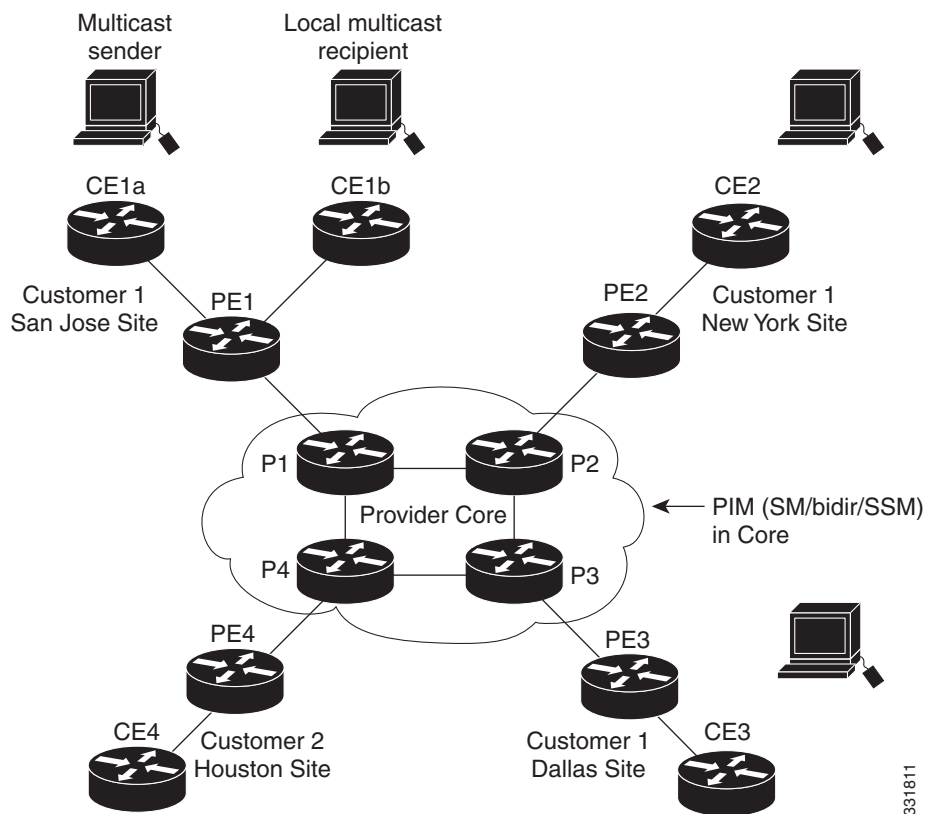 Multicast
sender
Local multicast
recipient
CE1a
CE1b
CE2
Customer 1
San Jose Site
PE1
PE2
Customer 1
New York Site
P1
P2
Provider Core
PIM (SM/bidir/SSM)
in Core
P4
P3
PE4
PE3
CE4
Customer 2
Houston Site
Customer 1
Dallas Site
CE3
331811